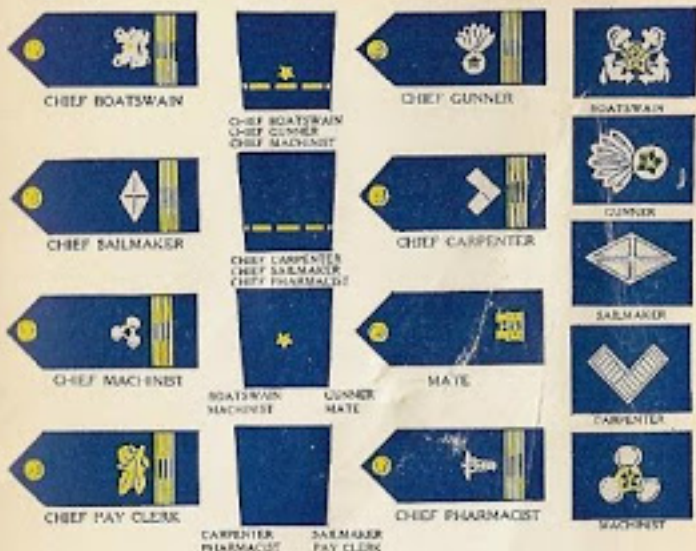 CHIEF BOATSWAIN
CHIEF BOATSWAIN
CHIEF GUNNER
CHIEF MACHINIST
CHIEF GUNNER
BOATSWAIN
GUNNER
CHIEF SAILMAKER
CHIEF CARPENTER
CHIEF SAILMAKER
CHIEF PHARMACIST
CHIEF CARPENTER
SAILMAKER
CHIEF MACHINIST
BOATSWAIN GUNNER
MACHINIST MATE
MATE
CARPENTER
CHIEF PAY CLERK
CARPENTER SAILMAKER
PHARMACIST PAY CLERK
CHIEF PHARMACIST
MACHINIST